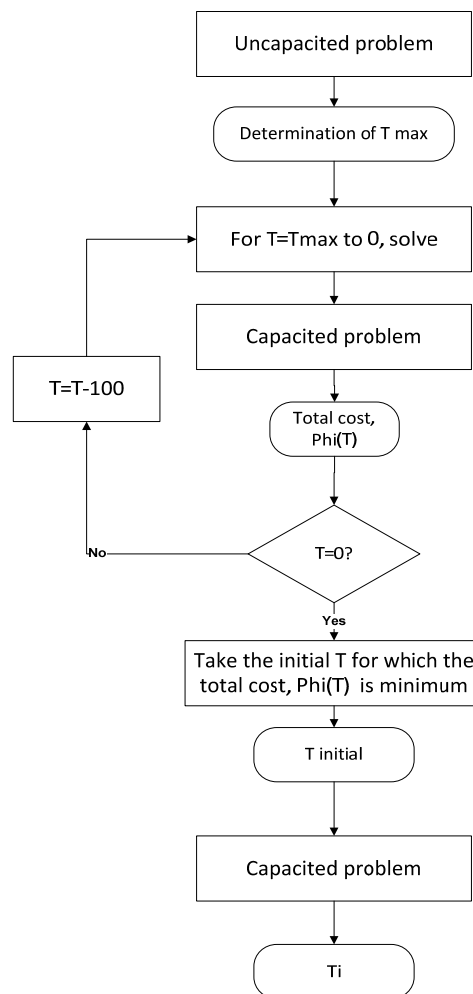 Uncapacited problem
Determination of T max
For T=Tmax to 0, solve
Capacited problem
T=T-100
Total cost,
Phi(T)
T=0?
No
Yes
Take the initial T for which the
total cost, Phi(T) is minimum
T initial
Capacited problem
Ti